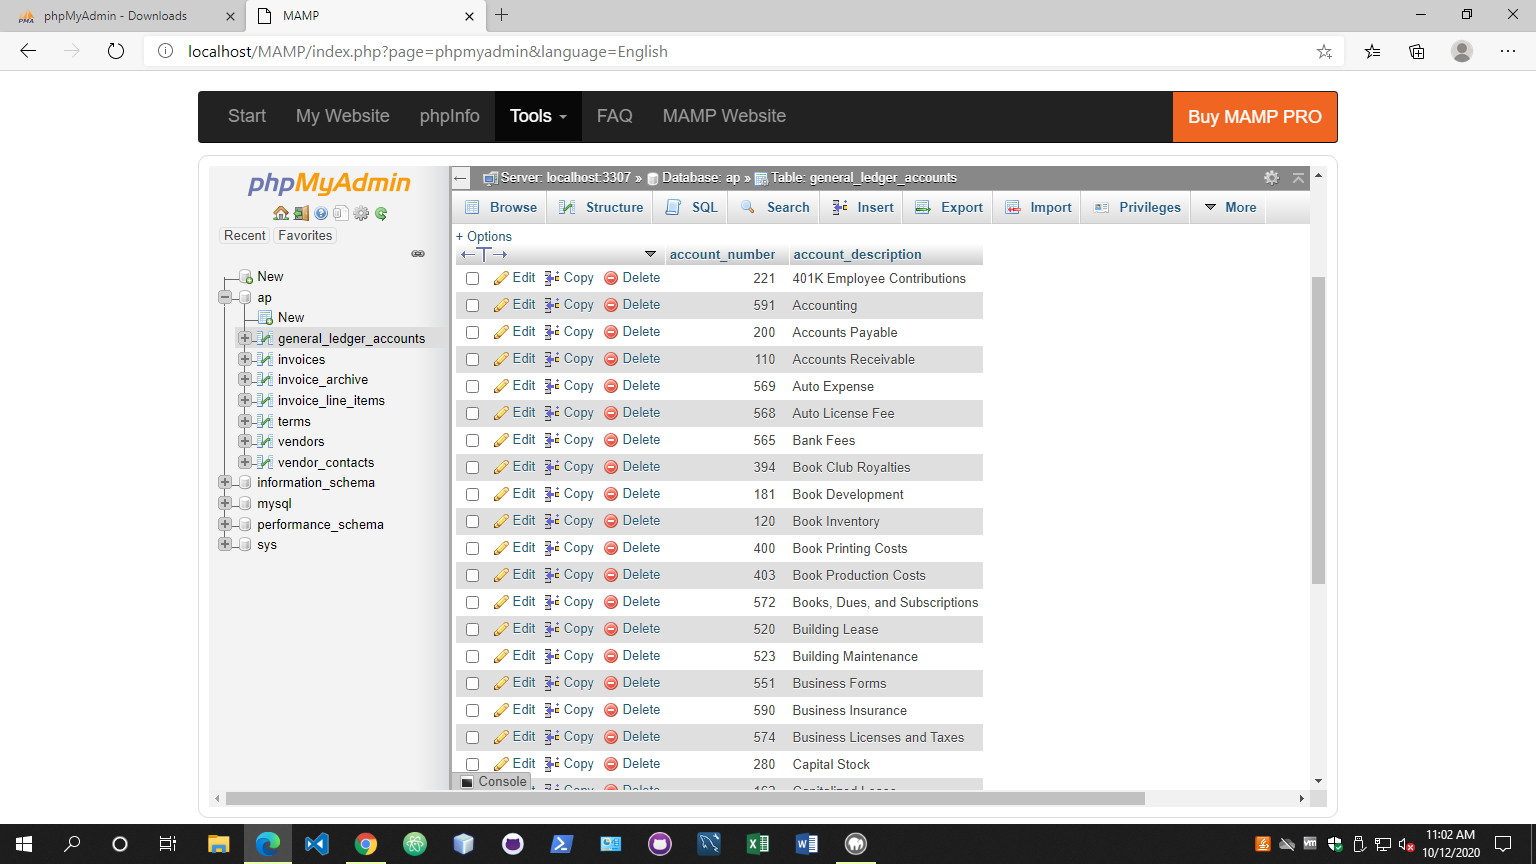 phpMyAdmin - Downloads
MAMP
localhost/MAMP/index.php?page=phpmyadmin&language=English
Start My Website phpInfo Tools FAQ MAMP Website Buy MAMP PRO
phpMyAdmin
Recent Favorites
New
ap
New
general_ledger_accounts
invoices
invoice_archive
invoice_line_items
terms
vendors
vendor_contacts
information_schema
mysql
performance_schema
sys
Server: localhost:3307 » Database: ap » Table: general_ledger_accounts
Browse Structure SQL Search Insert Export Import Privileges More
+ Options
account_number account_description
Edit Copy Delete 221 401K Employee Contributions
Edit Copy Delete 591 Accounting
Edit Copy Delete 200 Accounts Payable
Edit Copy Delete 110 Accounts Receivable
Edit Copy Delete 569 Auto Expense
Edit Copy Delete 568 Auto License Fee
Edit Copy Delete 565 Bank Fees
Edit Copy Delete 394 Book Club Royalties
Edit Copy Delete 181 Book Development
Edit Copy Delete 120 Book Inventory
Edit Copy Delete 400 Book Printing Costs
Edit Copy Delete 403 Book Production Costs
Edit Copy Delete 572 Books, Dues, and Subscriptions
Edit Copy Delete 520 Building Lease
Edit Copy Delete 523 Building Maintenance
Edit Copy Delete 551 Business Forms
Edit Copy Delete 590 Business Insurance
Edit Copy Delete 574 Business Licenses and Taxes
Edit Copy Delete 280 Capital Stock
Console
11:02 AM
10/12/2020